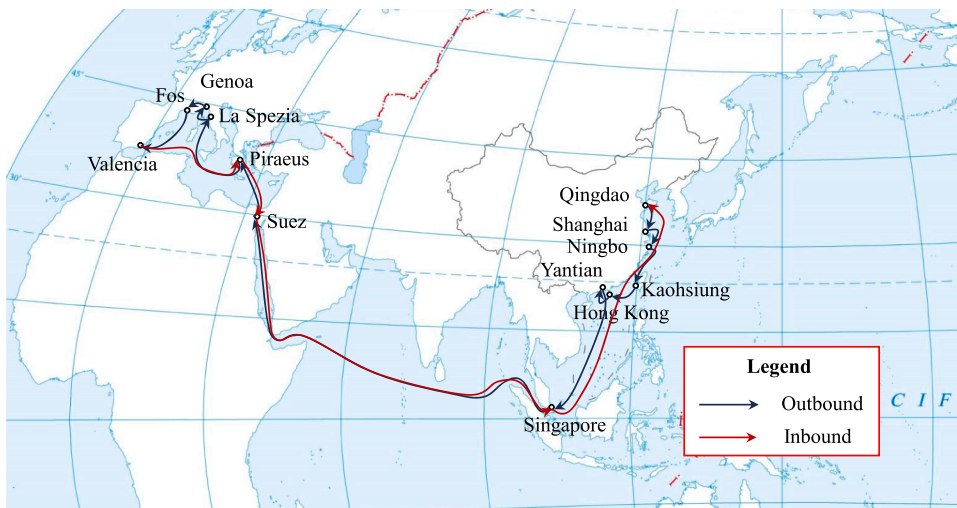 45°
Genoa
Fos
La Spezia
Valencia
Piraeus
30°
Suez
Qingdao
Shanghai
Ningbo
Yantian
Kaohsiung
Hong Kong
Singapore
Legend
Outbound
Inbound
C I F